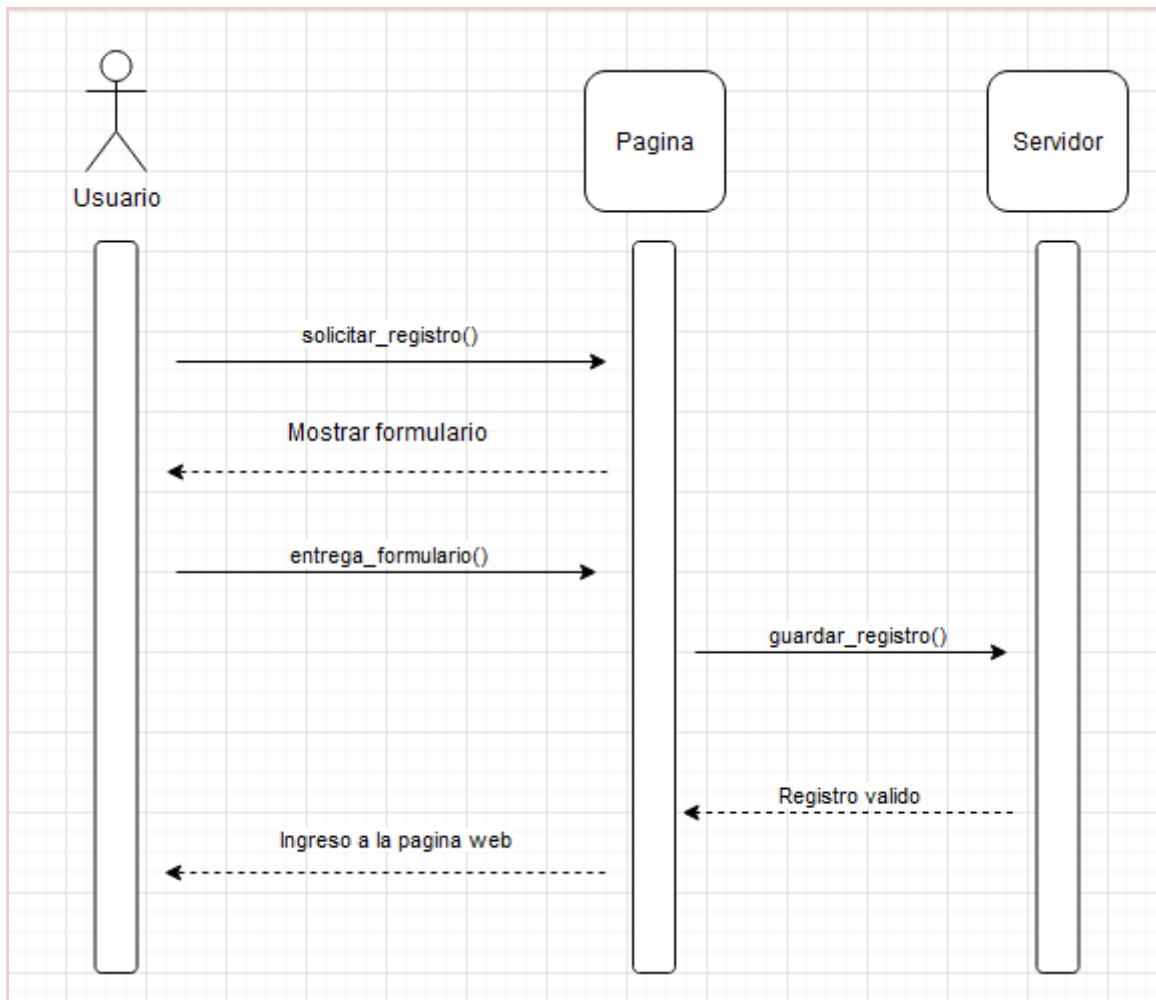 Usuario
Pagina
Servidor
solicitar_registro()
Mostrar formulario
entrega_formulario()
guardar_registro()
Registro valido
Ingreso a la pagina web